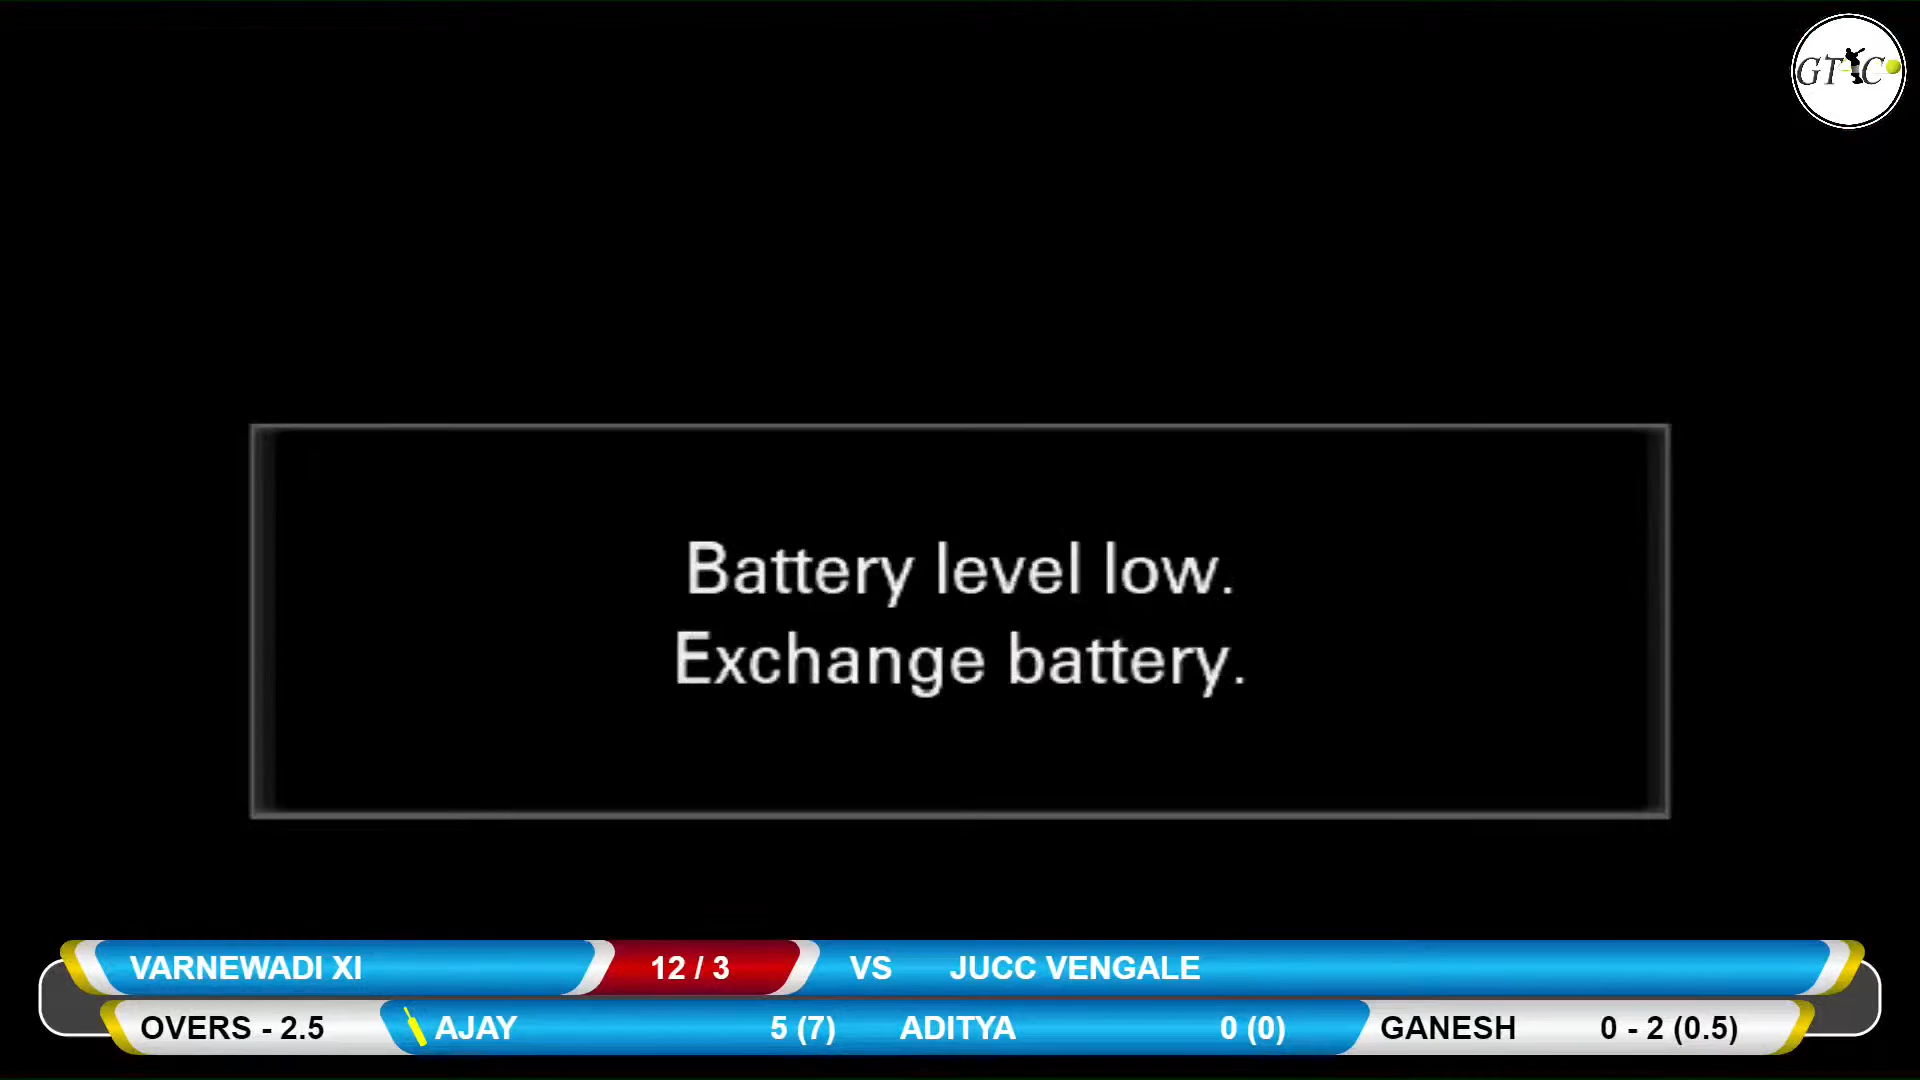 GTC
Battery level low.
Exchange battery.
VARNEWADI XI 12 / 3 VS JUCC VENGALE
OVERS - 2.5 AJAY 5 (7) ADITYA 0 (0) GANESH 0 - 2 (0.5)